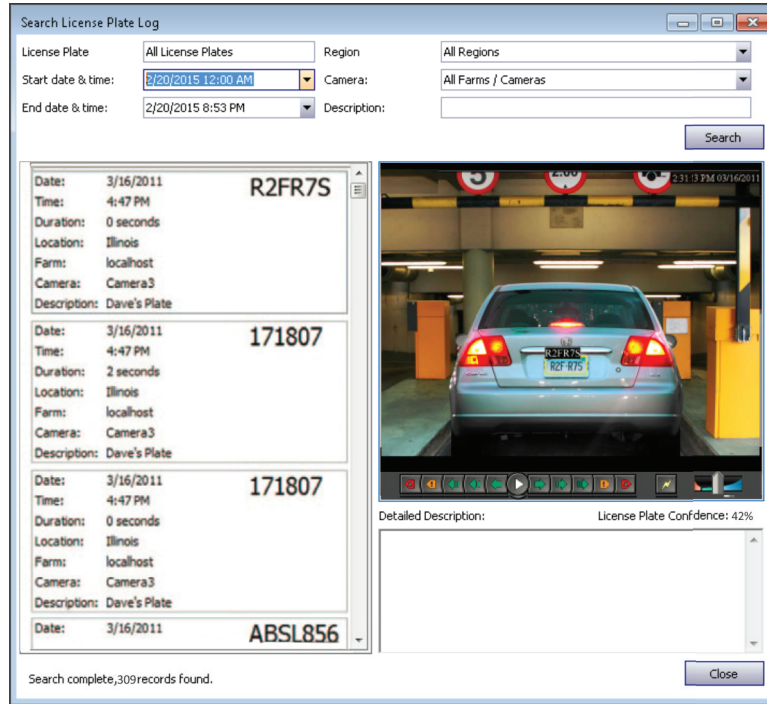 Search License Plate Log
License Plate All License Plates Region All Regions
Start date & time: 2/20/2015 12:00 AM Camera: All Farms / Cameras
End date & time: 2/20/2015 8:53 PM Description:
Search
Date: 3/16/2011 R2FR7S
Time: 4:47 PM
Duration: 0 seconds
Location: Illinois
Farm: localhost
Camera: Camera3
Description: Dave's Plate
Date: 3/16/2011 171807
Time: 4:47 PM
Duration: 2 seconds
Location: Illinois
Farm: localhost
Camera: Camera3
Description: Dave's Plate
Date: 3/16/2011 171807
Time: 4:47 PM
Duration: 0 seconds
Location: Illinois
Farm: localhost
Camera: Camera3
Description: Dave's Plate
Date: 3/16/2011 ABSL856
5 2.00
2:31:13 PM 03/16/2011
R2FR7S
R2F-R7S
Detailed Description: License Plate Confdence: 42%
Search complete,309records found.
Close